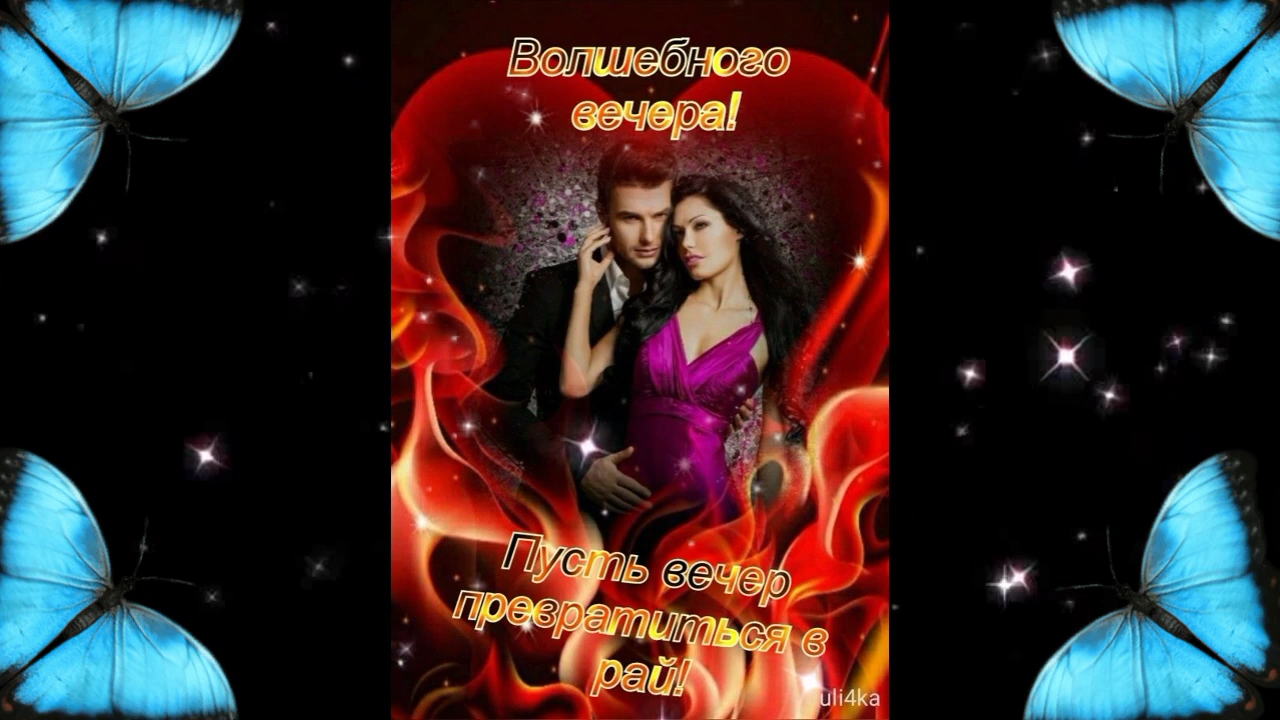 Волшебного
вечера!
Пусть вечер
превратиться в
рай!
uli4ka